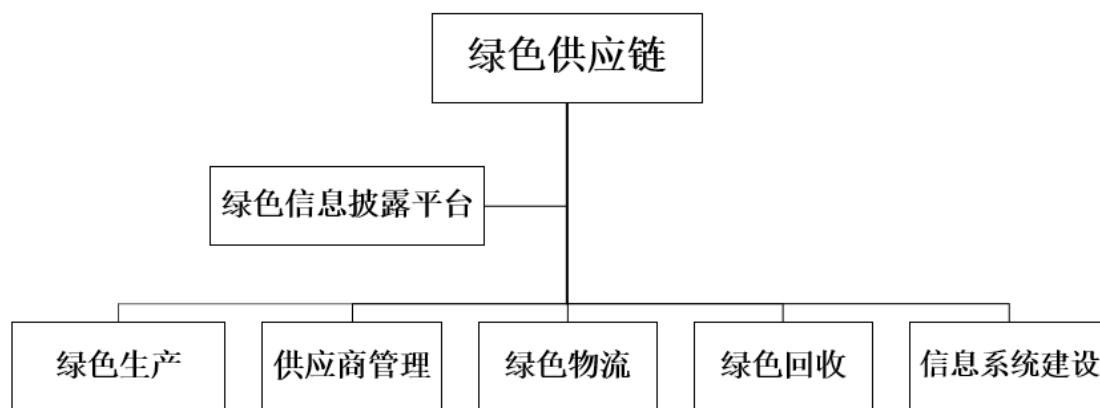 绿色供应链
绿色信息披露平台
绿色生产
供应商管理
绿色物流
绿色回收
信息系统建设